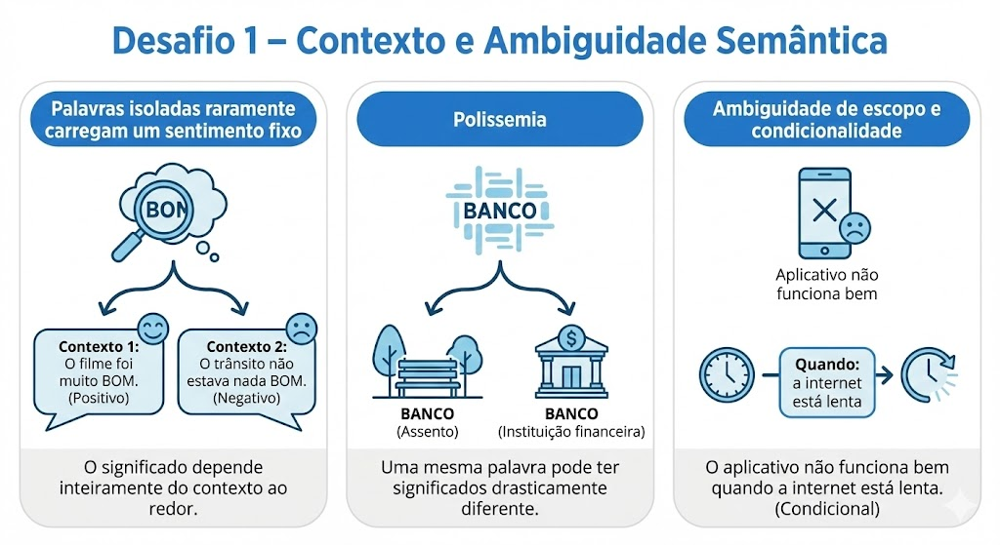 Desafio 1 – Contexto e Ambiguidade Semântica
Palavras isoladas raramente
carregam um sentimento fixo
BOM
Contexto 1:
O filme foi
muito BOM.
(Positivo)
Contexto 2:
O trânsito não
estava nada BOM.
(Negativo)
O significado depende
inteiramente do contexto ao
redor.
Polissemia
BANCO
$
BANCO
(Assento)
BANCO
(Instituição financeira)
Uma mesma palavra pode ter
significados drasticamente
diferente.
Ambiguidade de escopo e
condicionalidade
Aplicativo não
funciona bem
Quando:
a internet
está lenta
O aplicativo não funciona bem
quando a internet está lenta.
(Condicional)